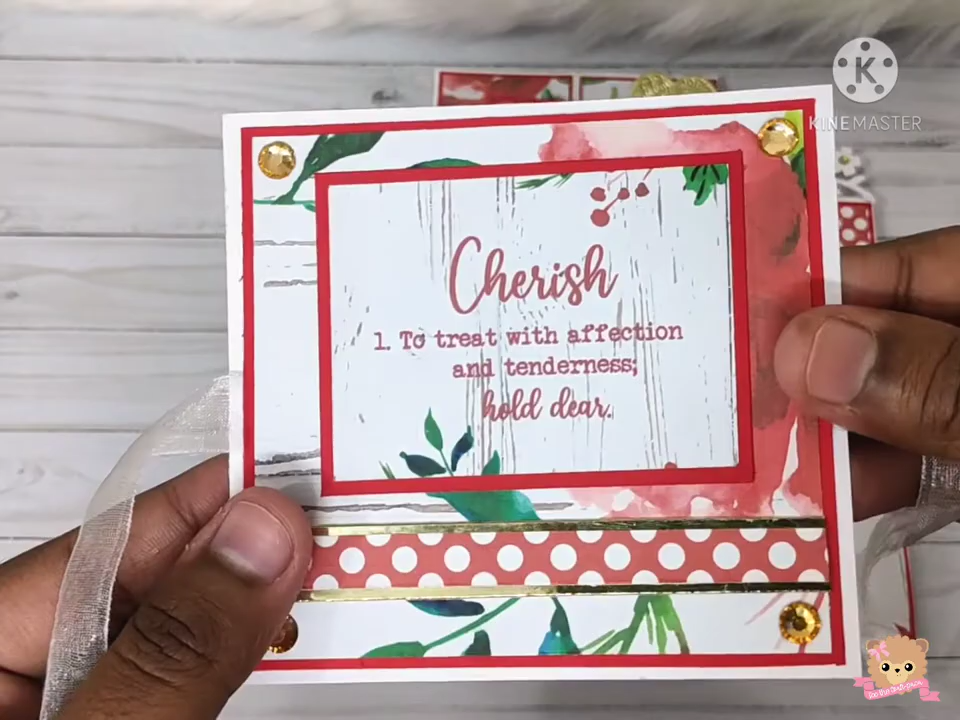 K
KINEMASTER
Cherish
1. To treat with affection
and tenderness;
hold dear.